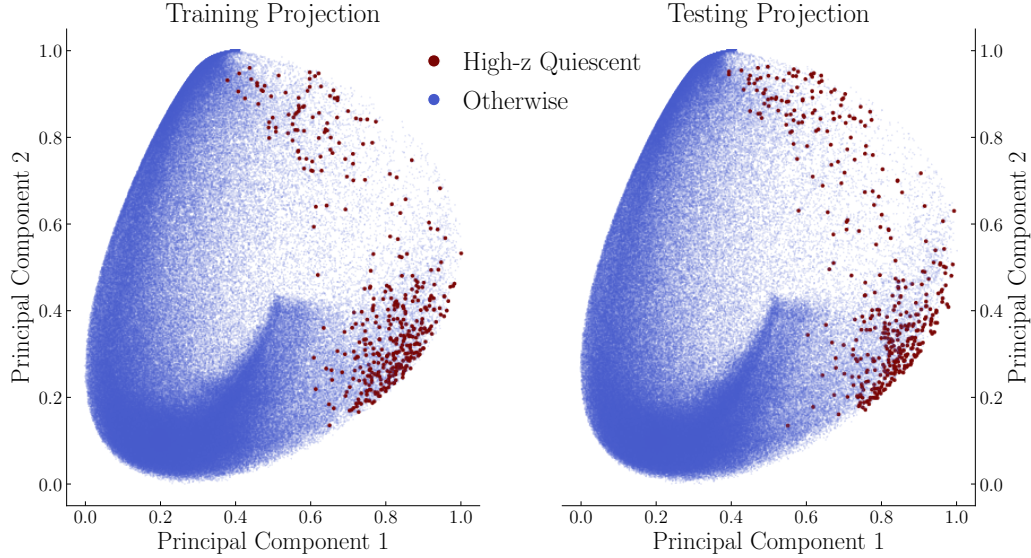 Training Projection
Testing Projection
High-z Quiescent
Otherwise
Principal Component 2
1.0
0.8
0.6
0.4
0.2
0.0
0.0 0.2 0.4 0.6 0.8 1.0
Principal Component 1
1.0
0.8
0.6
0.4
0.2
0.0
Principal Component 2
0.0 0.2 0.4 0.6 0.8 1.0
Principal Component 1